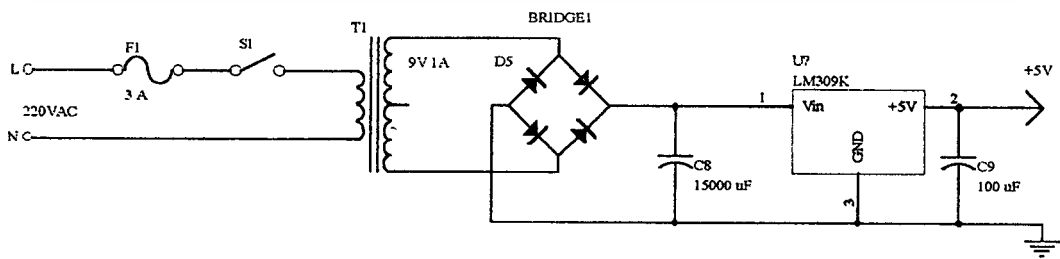 BRIDGE1
T1
F1
S1
9V 1A
D5
U?
LM309K
+5V
L
3 A
220VAC
N
1
Vin
+5V
2
GND
3
C8
15000 uF
C9
100 uF